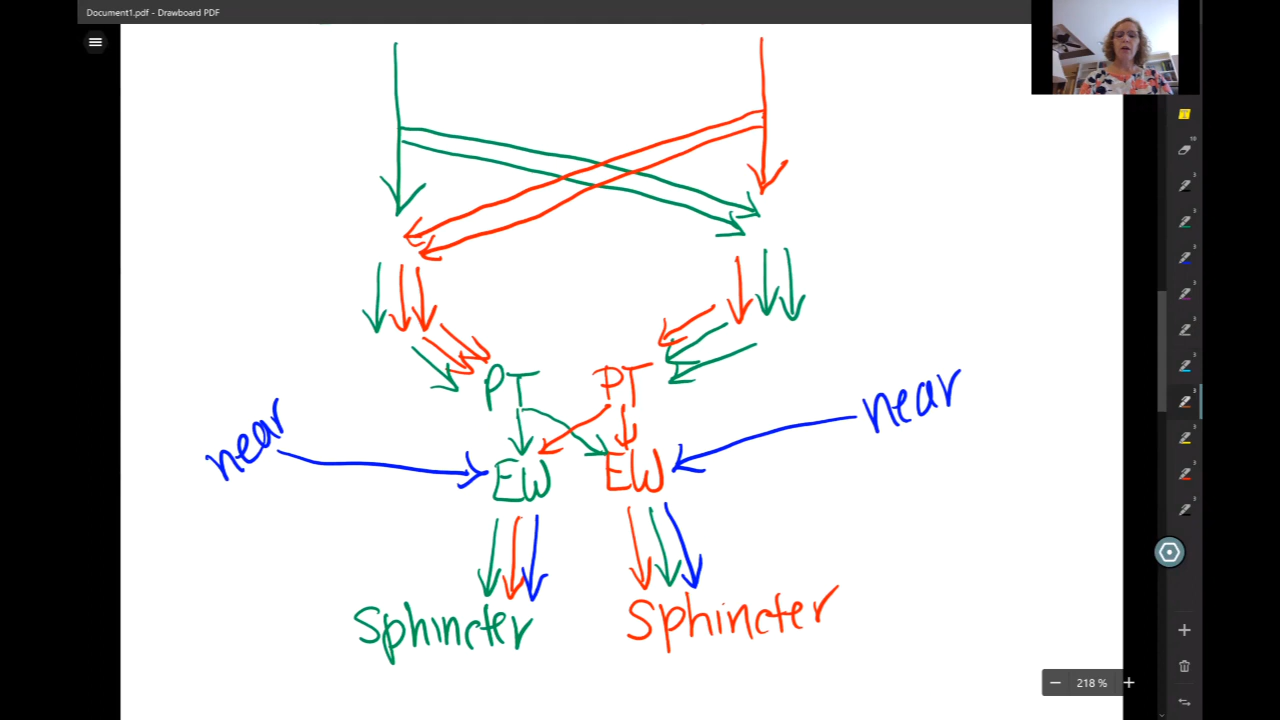 Document1.pdf - Drawboard PDF
PT PT
near near
EW EW
Sphincter Sphincter
218 %